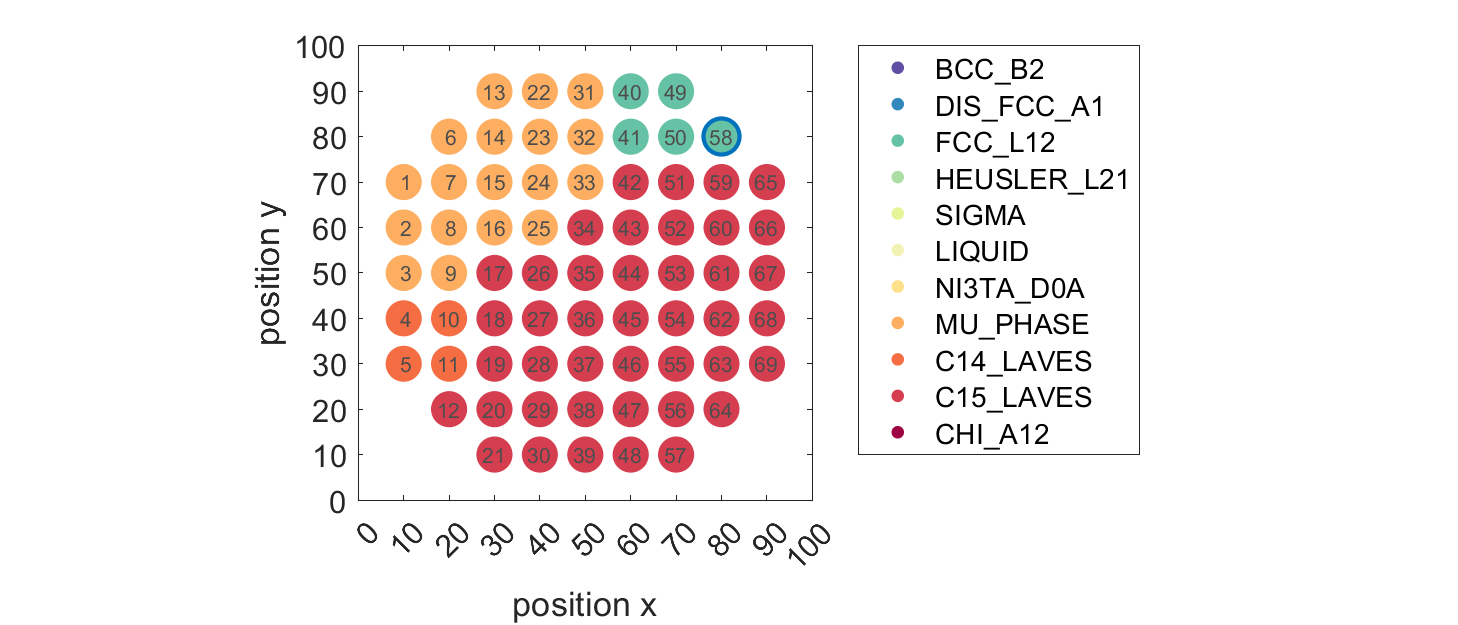 100
90
80
70
60
50
40
30
20
10
0
position y
13 22 31 40 49
6 14 23 32 41 50 58
1 7 15 24 33 42 51 59 65
2 8 16 25 34 43 52 60 66
3 9 17 26 35 44 53 61 67
4 10 18 27 36 45 54 62 68
5 11 19 28 37 46 55 63 69
12 20 29 38 47 56 64
21 30 39 48 57
0 10 20 30 40 50 60 70 80 90 100
position x
BCC_B2
DIS_FCC_A1
FCC_L12
HEUSLER_L21
SIGMA
LIQUID
NI3TA_D0A
MU_PHASE
C14_LAVES
C15_LAVES
CHI_A12